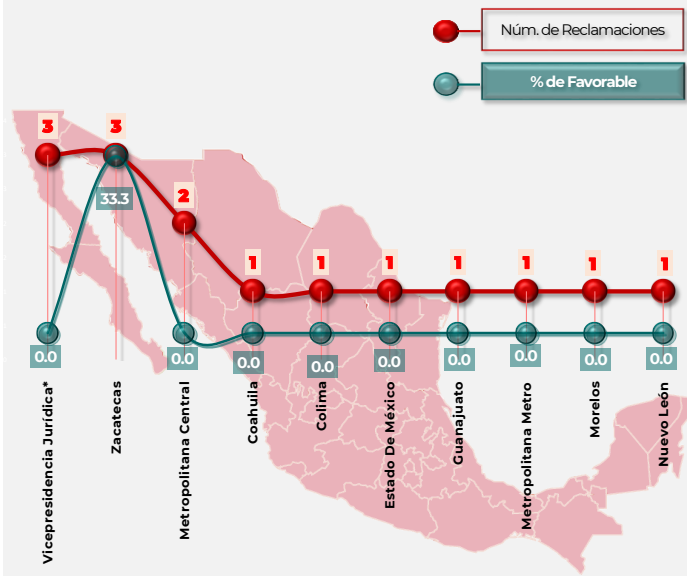 Núm. de Reclamaciones
% de Favorable
3
3
2
1
1
1
1
1
1
1
33.3
0.0
0.0
0.0
0.0
0.0
0.0
0.0
0.0
0.0
Vicepresidencia Jurídica*
Zacatecas
Metropolitana Central
Coahuila
Colima
Estado De México
Guanajuato
Metropolitana Metro
Morelos
Nuevo León